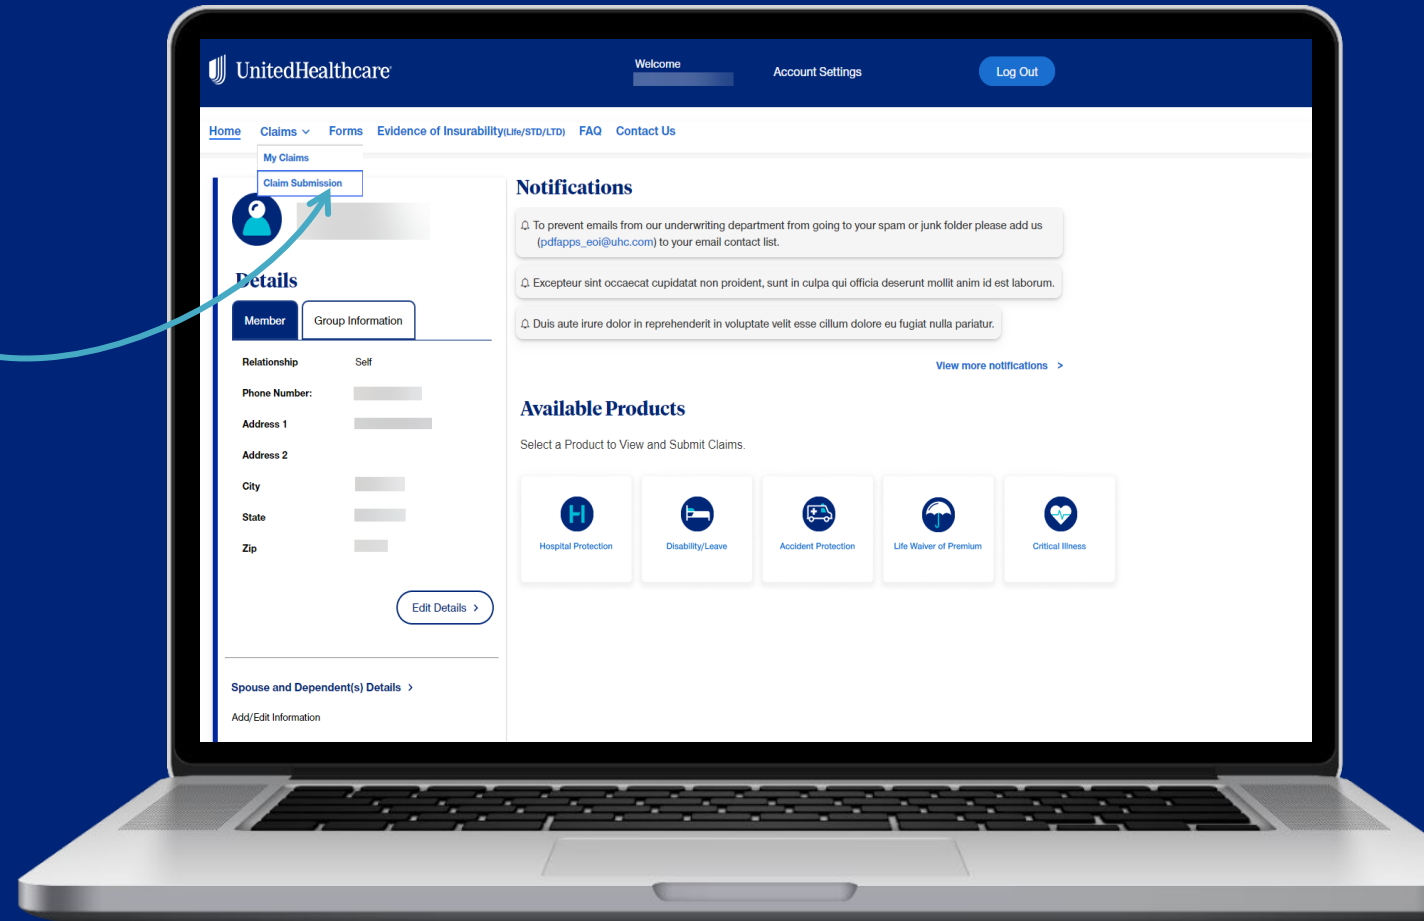 UnitedHealthcare
Welcome
Account Settings
Log Out
Home Claims Forms Evidence of Insurability(Life/STD/LTD) FAQ Contact Us
My Claims
Claim Submission
Details
Member Group Information
Relationship Self
Phone Number:
Address 1
Address 2
City
State
Zip
Edit Details >
Spouse and Dependent(s) Details >
Add/Edit Information
Notifications
To prevent emails from our underwriting department from going to your spam or junk folder please add us
(pdfapps_eoi@uhc.com) to your email contact list.
Excepteur sint occaecat cupidatat non proident, sunt in culpa qui officia deserunt mollit anim id est laborum.
Duis aute irure dolor in reprehenderit in voluptate velit esse cillum dolore eu fugiat nulla pariatur.
View more notifications >
Available Products
Select a Product to View and Submit Claims.
Hospital Protection
Disability/Leave
Accident Protection
Life Waiver of Premium
Critical Illness